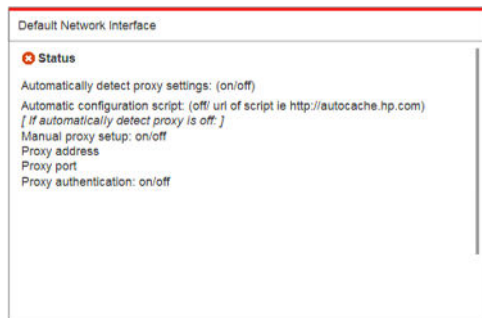 Default Network Interface
Status
Automatically detect proxy settings: (on/off)
Automatic configuration script: (off/ url of script ie http://autocache.hp.com)
[ If automatically detect proxy is off: ]
Manual proxy setup: on/off
Proxy address
Proxy port
Proxy authentication: on/off